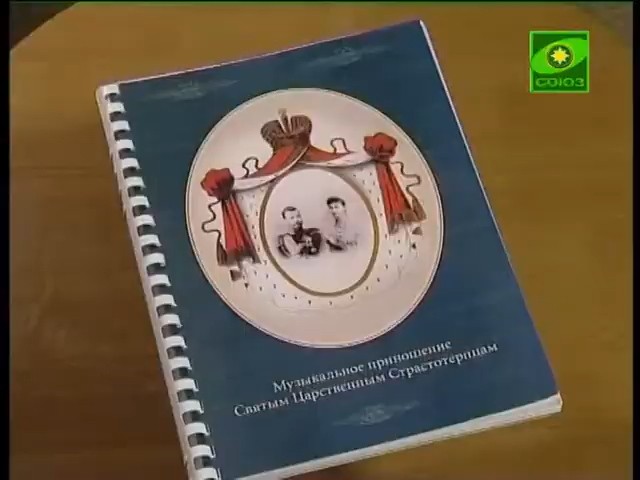 СОЮЗ
Музыкальное приношение
Святым Царственным Страстотерпцам